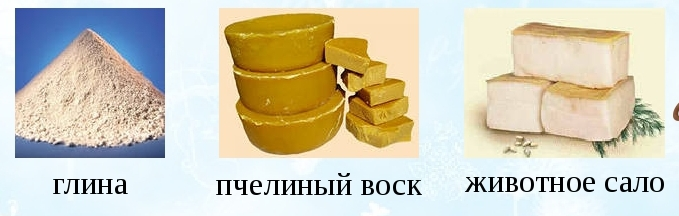 глина
пчелиный воск
животное сало